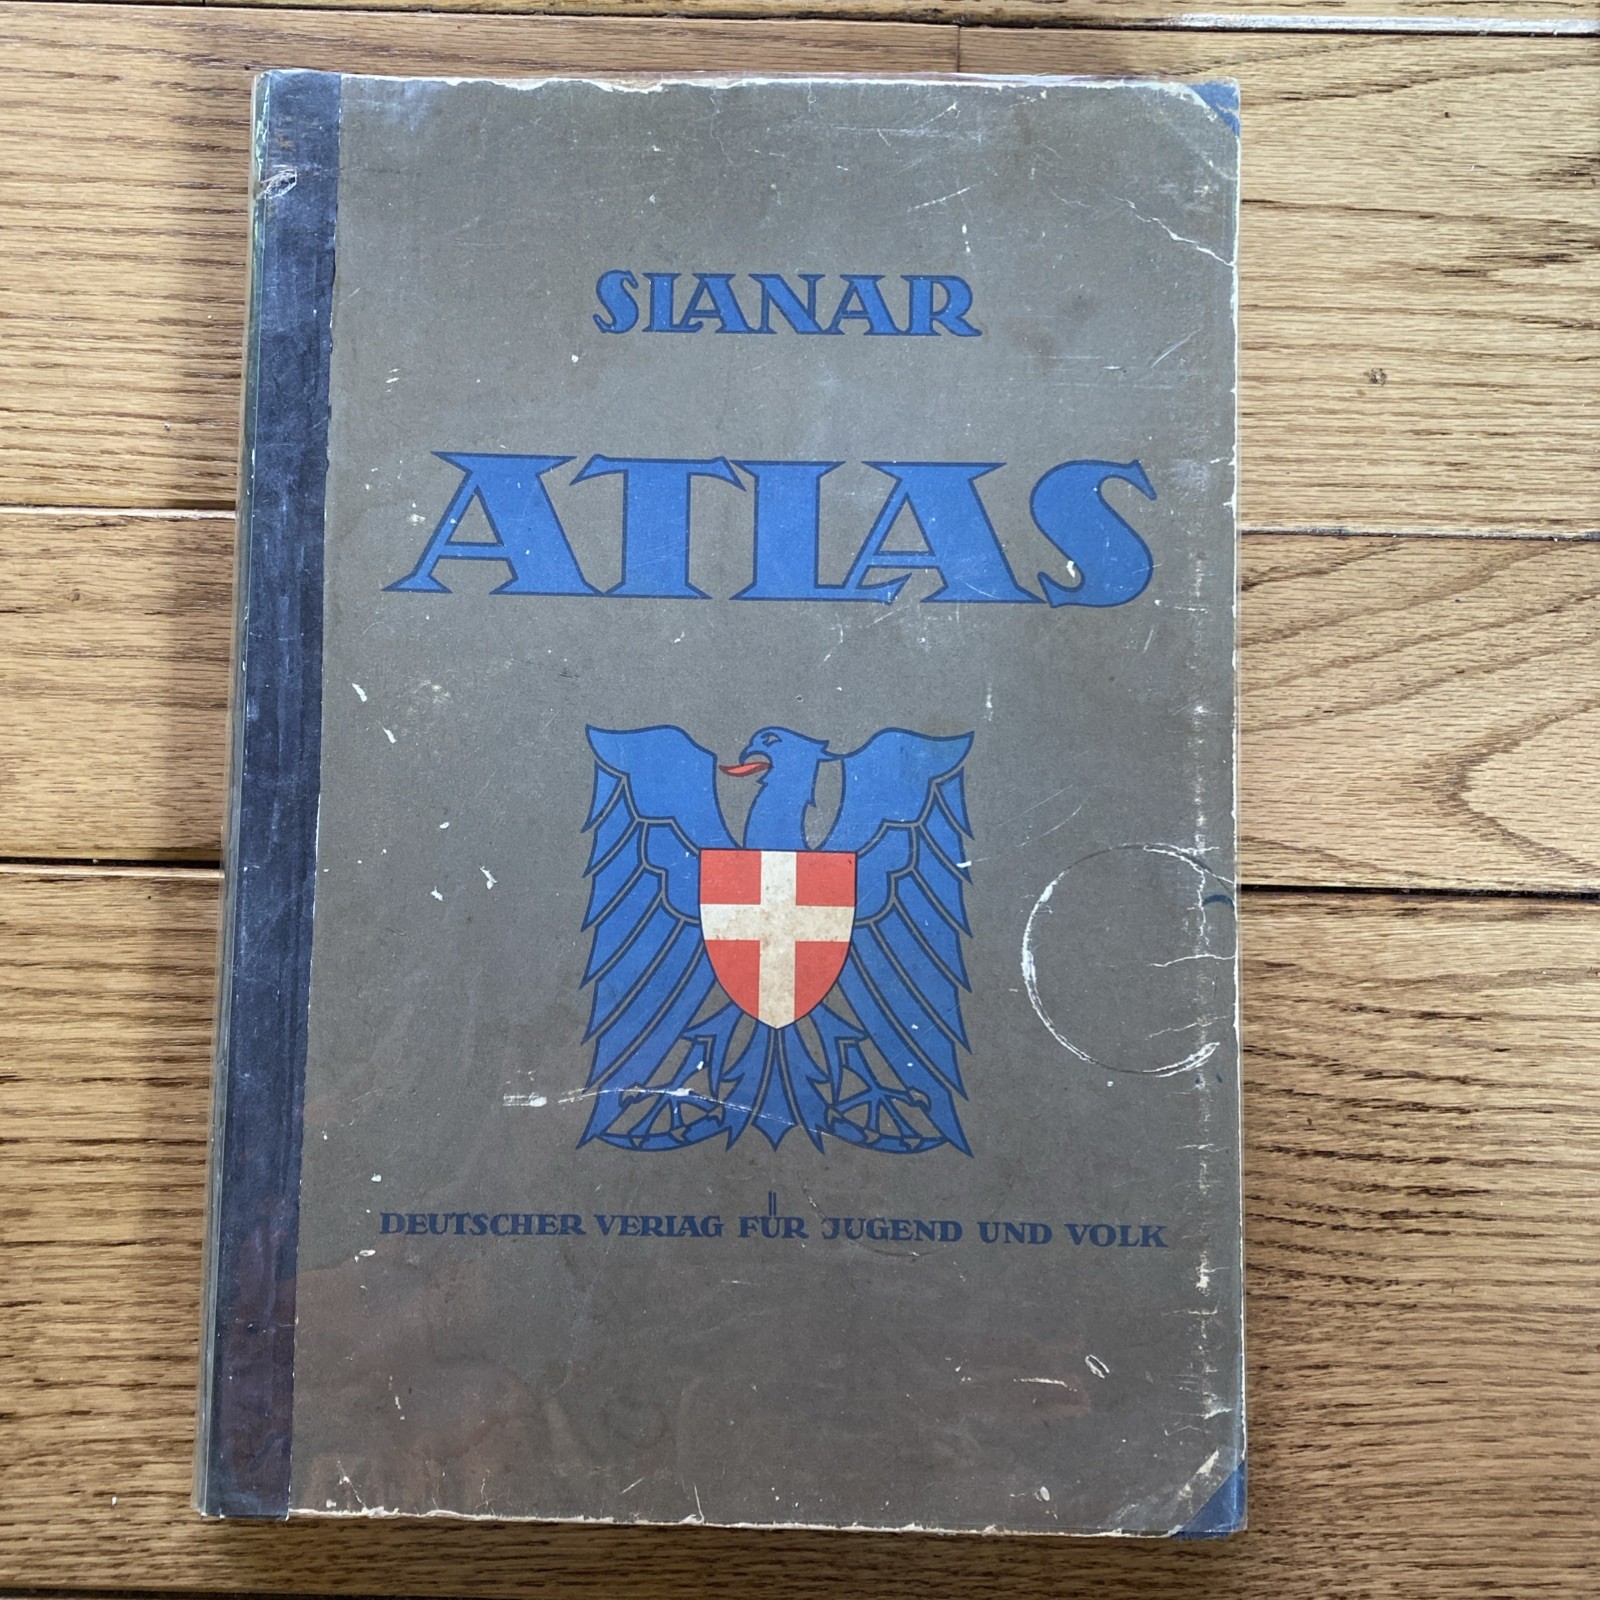 SLANAR
ATLAS
DEUTSCHER VERLAG FÜR JUGEND UND VOLK